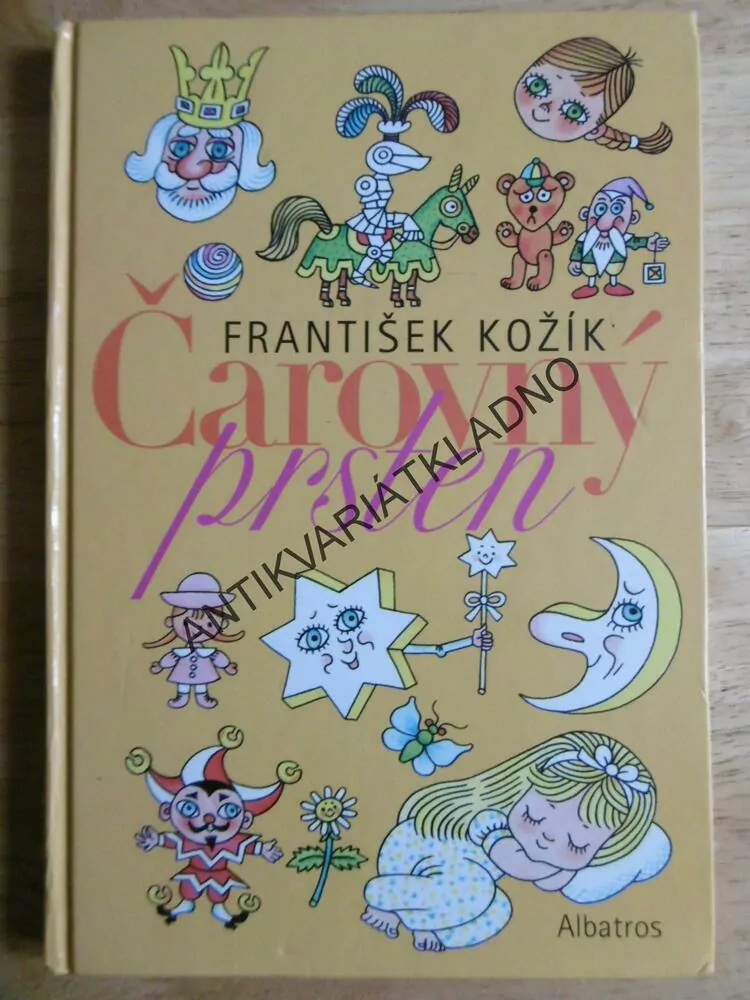 FRANTIŠEK KOŽÍK
Čarovný
prsten
ANTIKVARIÁTKLADNO
Albatros